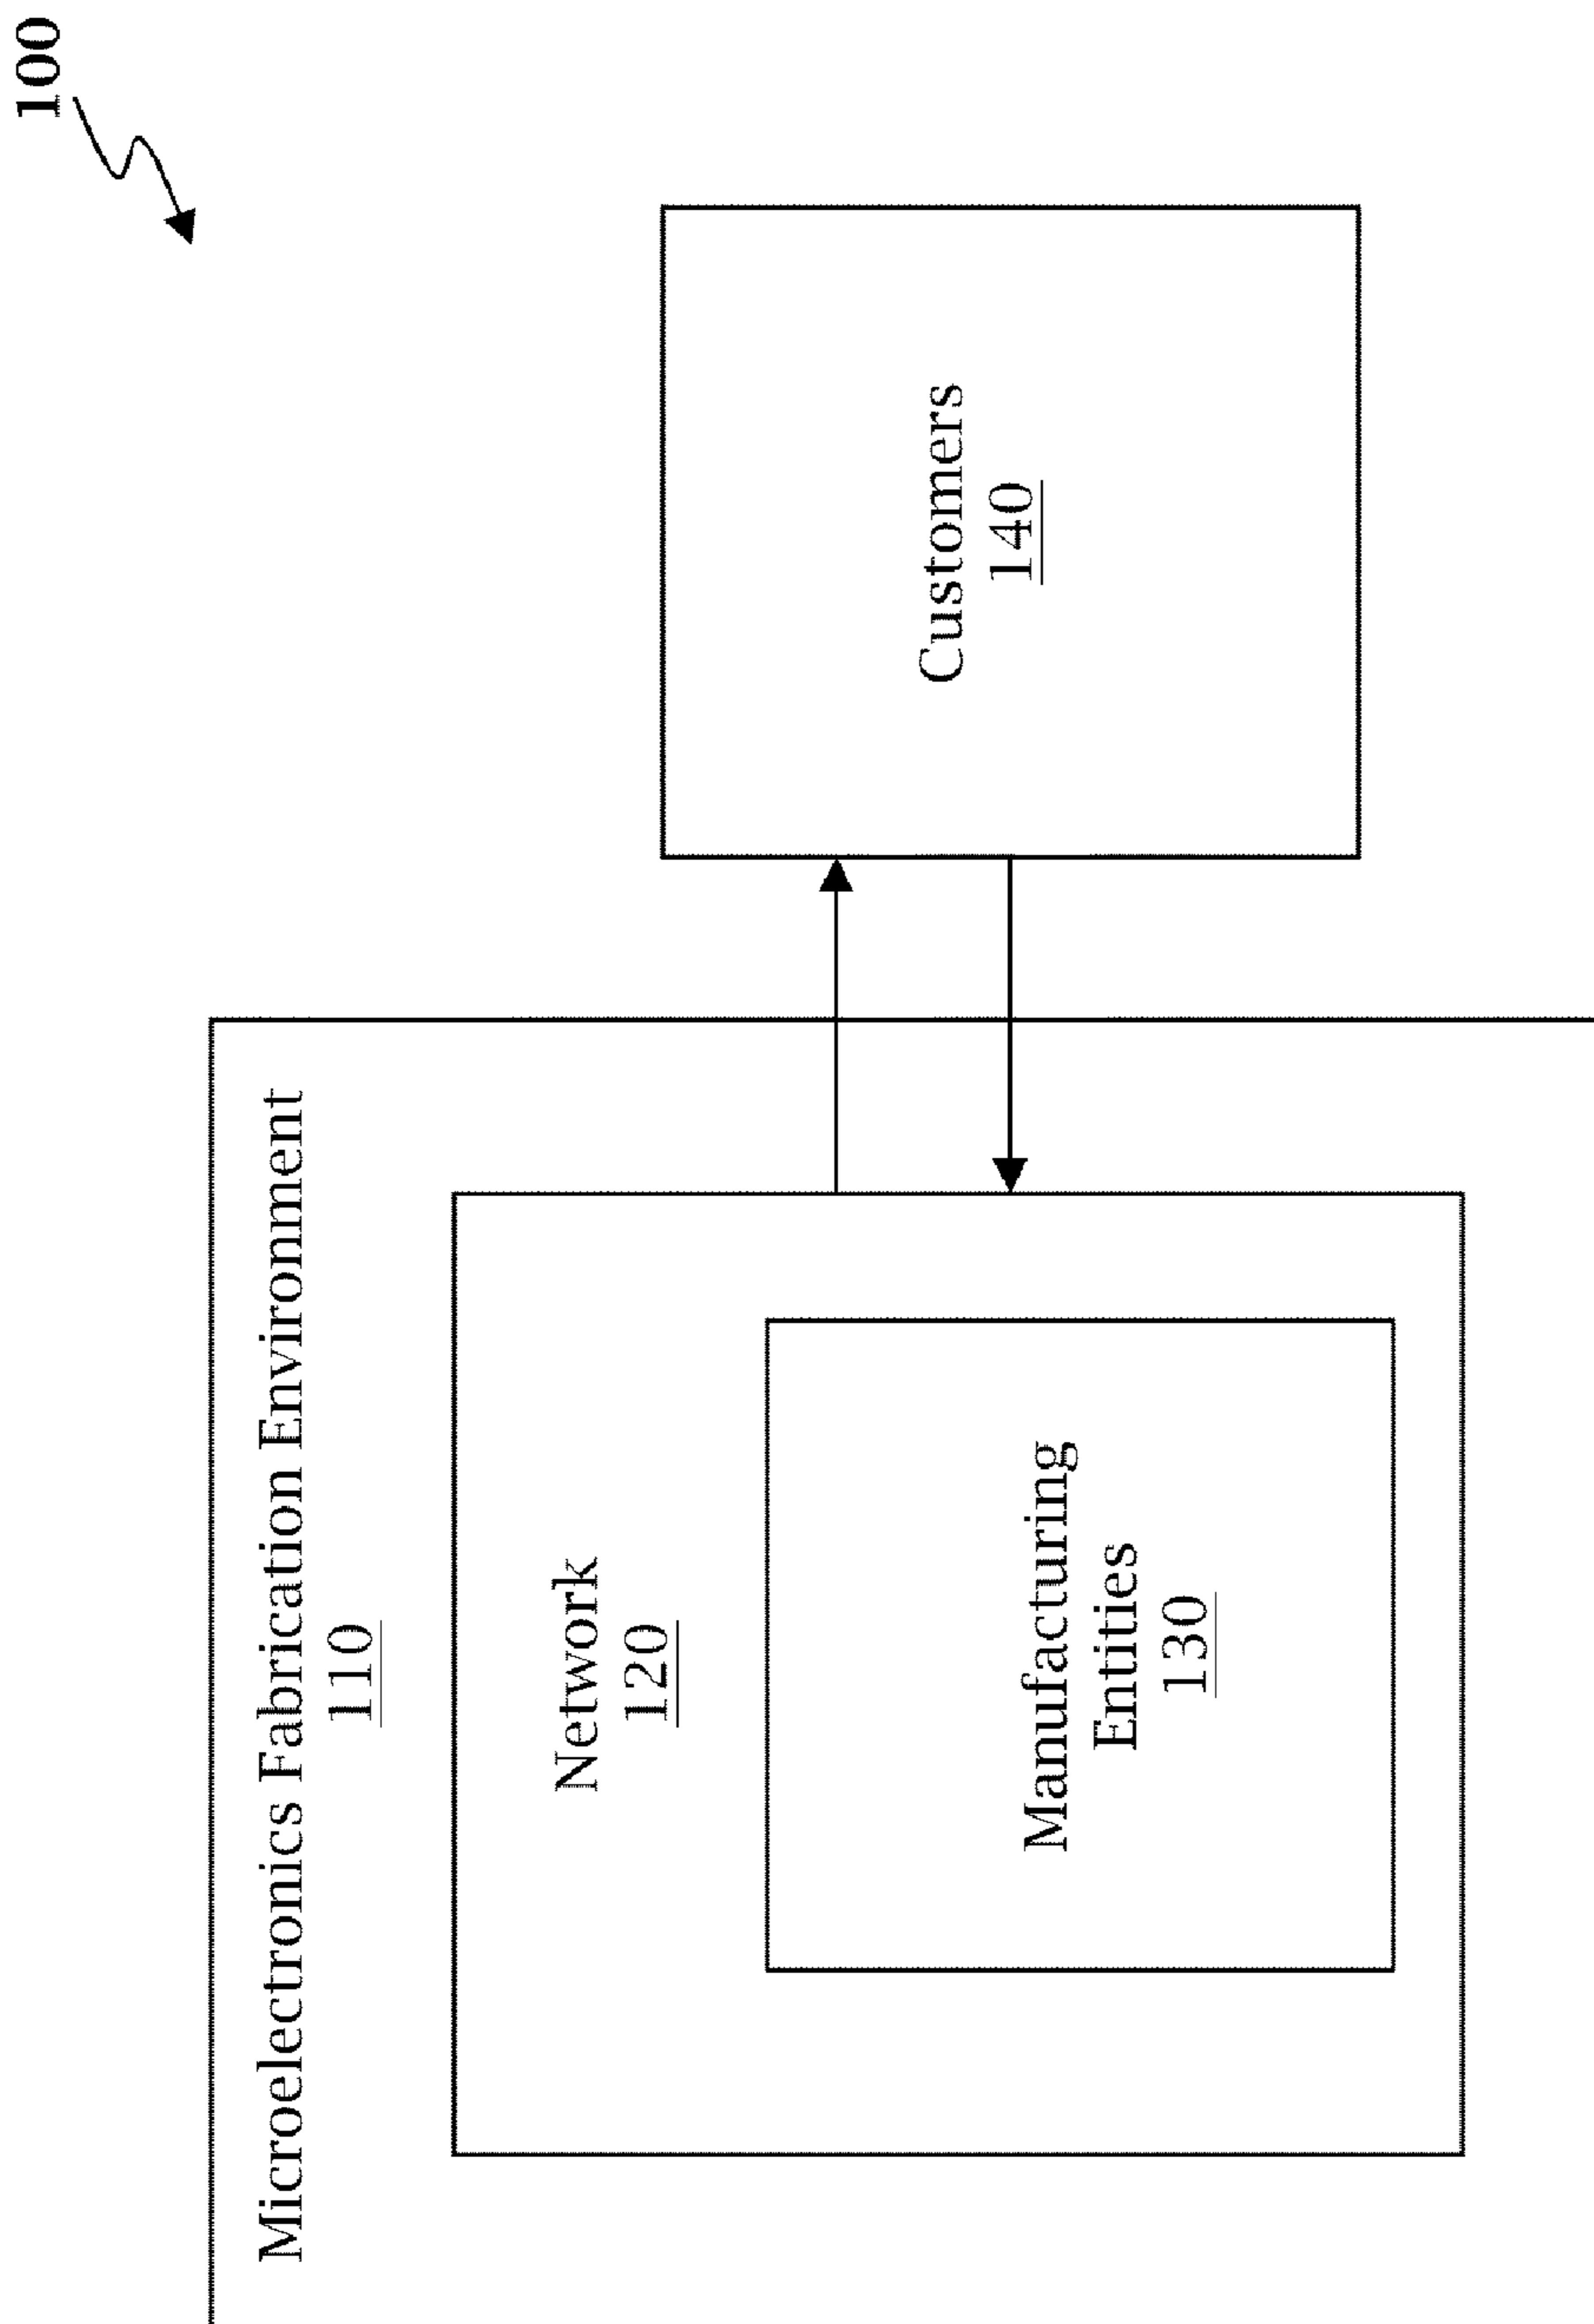 100
Microelectronics Fabrication Environment
110
Network
120
Manufacturing
Entities
130
Customers
140